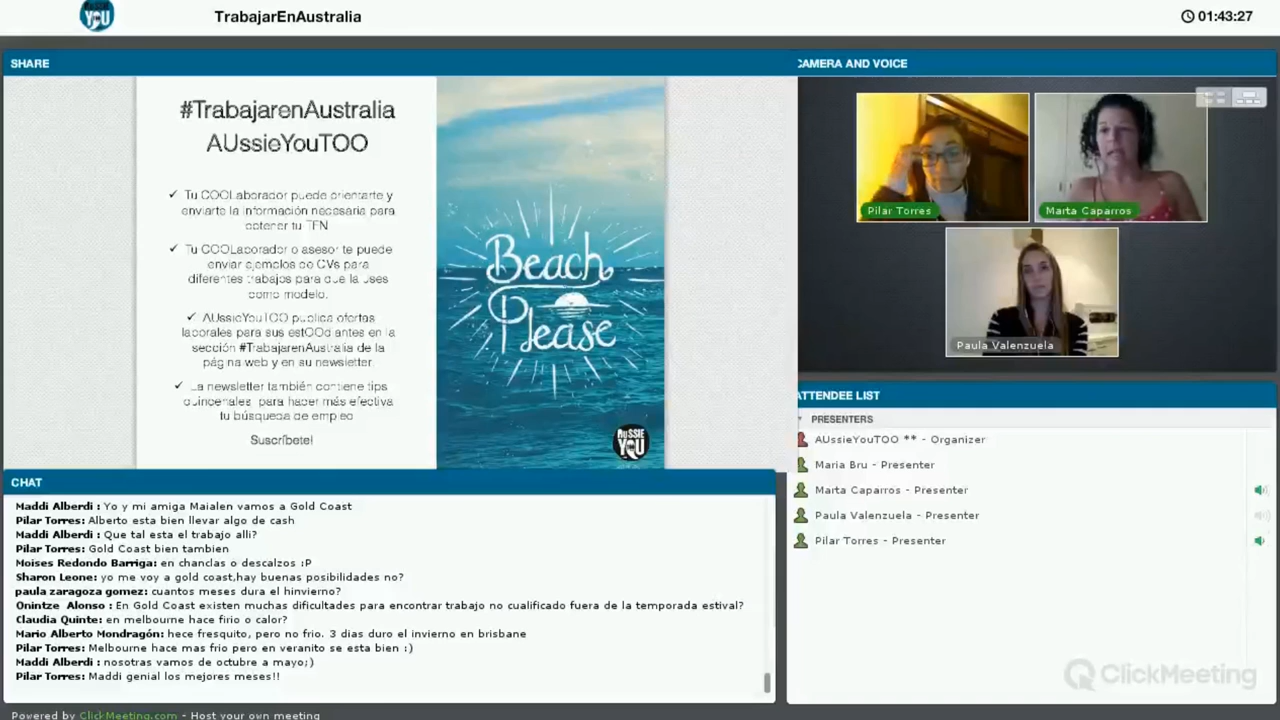 AUSSIE
YOU
TrabajarEnAustralia
01:43:27
SHARE
#TrabajarenAustralia
AUssieYouTOO
✓ Tu COOLaborador puede orientarte y
enviarte la información necesaria para
obtener tu TFN
✓ Tu COOLaborador o asesor te puede
enviar ejemplos de CVs para
diferentes trabajos para que la uses
como modelo.
✓ AUssieYouTOO publica ofertas
laborales para sus estOOdiantes en la
sección #TrabajarenAustralia de la
página web y en su newsletter.
✓ La newsletter también contiene tips
quincenales para hacer más efectiva
tu búsqueda de empleo
Suscríbete!
Beach
Please
AUSSIE
YOU
CAMERA AND VOICE
Pilar Torres
Marta Caparros
Paula Valenzuela
ATTENDEE LIST
PRESENTERS
AUssieYouTOO ** - Organizer
Maria Bru - Presenter
Marta Caparros - Presenter
Paula Valenzuela - Presenter
Pilar Torres - Presenter
ClickMeeting
CHAT
Maddi Alberdi : Yo y mi amiga Maialen vamos a Gold Coast
Pilar Torres: Alberto esta bien llevar algo de cash
Maddi Alberdi : Que tal esta el trabajo alli?
Pilar Torres: Gold Coast bien tambien
Moises Redondo Barriga: en chanclas o descalzos :P
Sharon Leone: yo me voy a gold coast,hay buenas posibilidades no?
paula zaragoza gomez: cuantos meses dura el hinvierno?
Onintze Alonso : En Gold Coast existen muchas dificultades para encontrar trabajo no cualificado fuera de la temporada estival?
Claudia Quinte: en melbourne hace firio o calor?
Mario Alberto Mondragón: hece fresquito, pero no frio. 3 dias duro el invierno en brisbane
Pilar Torres: Melbourne hace mas frio pero en veranito se esta bien :)
Maddi Alberdi : nosotras vamos de octubre a mayo;)
Pilar Torres: Maddi genial los mejores meses!!
Powered by ClickMeeting.com - Host your own meeting